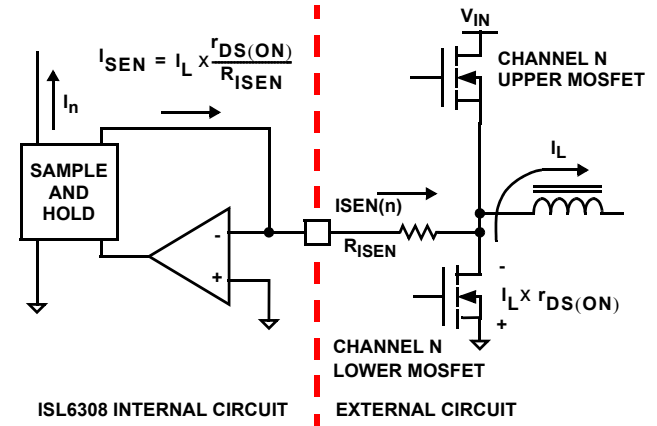 I_SEN = I_L x r_DS(ON) / R_ISEN
I_n
SAMPLE
AND
HOLD
-
+
V_IN
CHANNEL N
UPPER MOSFET
I_L
ISEN(n)
R_ISEN
-
I_L x r_DS(ON)
+
CHANNEL N
LOWER MOSFET
ISL6308 INTERNAL CIRCUIT
EXTERNAL CIRCUIT